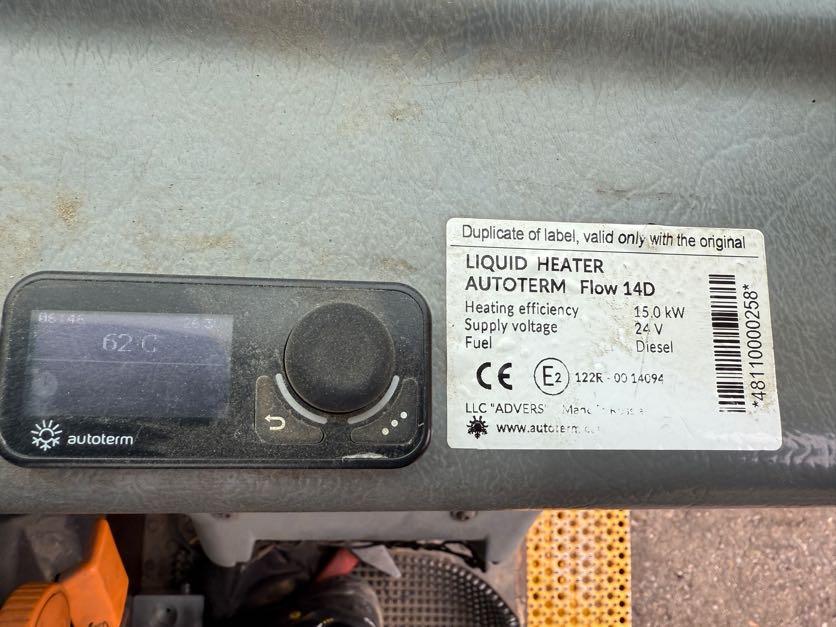 62°C
autoterm
Duplicate of label, valid only with the original
LIQUID HEATER
AUTOTERM Flow 14D
Heating efficiency 15.0 kW
Supply voltage 24 V
Fuel Diesel
CE E2 122R - 00 14094
LLC "ADVERS"
www.autoterm.
*48110000258*